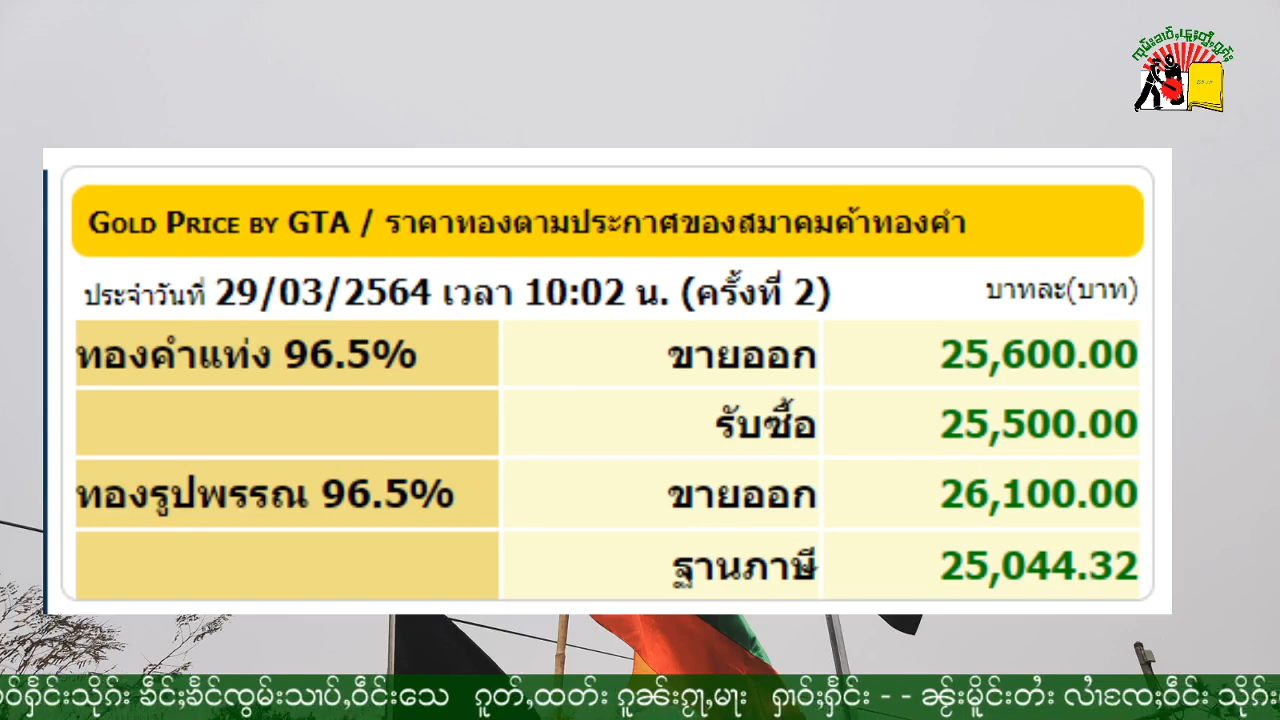 GOLD PRICE BY GTA / ราคาทองตามประกาศของสมาคมค้าทองคำ
ประจำวันที่ 29/03/2564 เวลา 10:02 น. (ครั้งที่ 2) บาทละ(บาท)
ทองคำแท่ง 96.5% ขายออก 25,600.00
รับซื้อ 25,500.00
ทองรูปพรรณ 96.5% ขายออก 26,100.00
ฐานภาษี 25,044.32